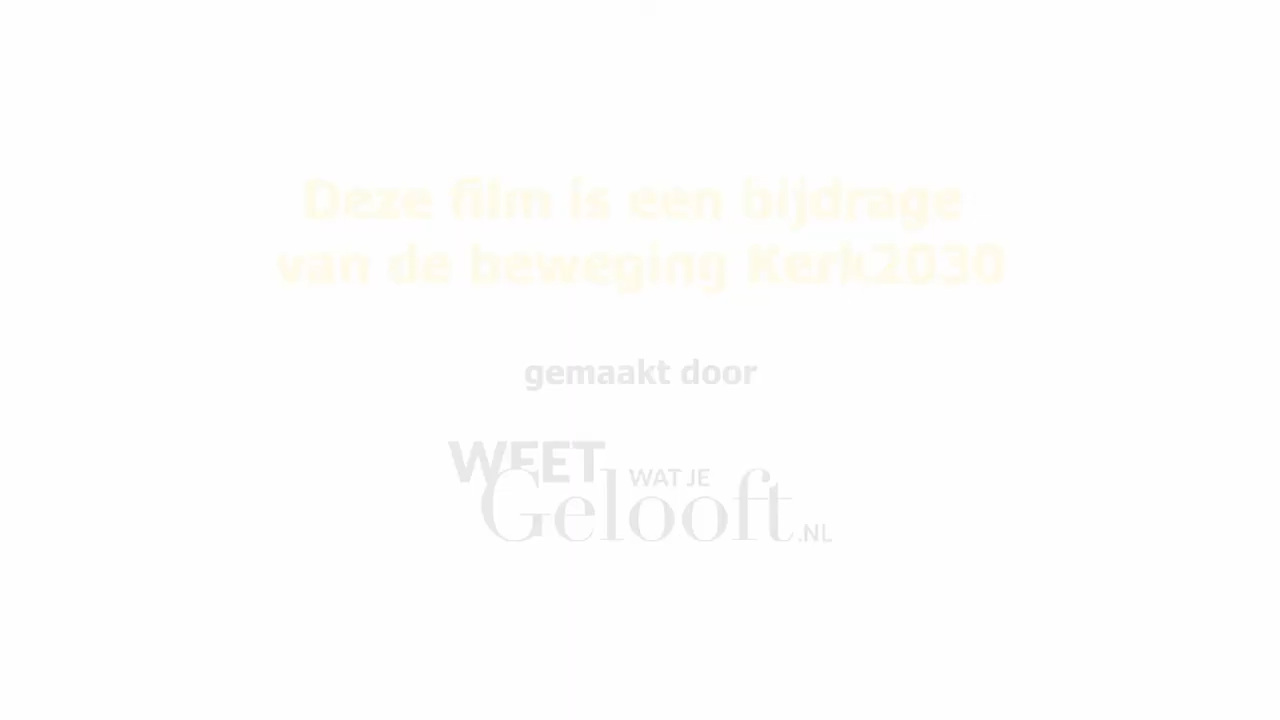 Deze film is een bijdrage
van de beweging Kerk2030
gemaakt door
WEET
WAT JE
Gelooft.NL